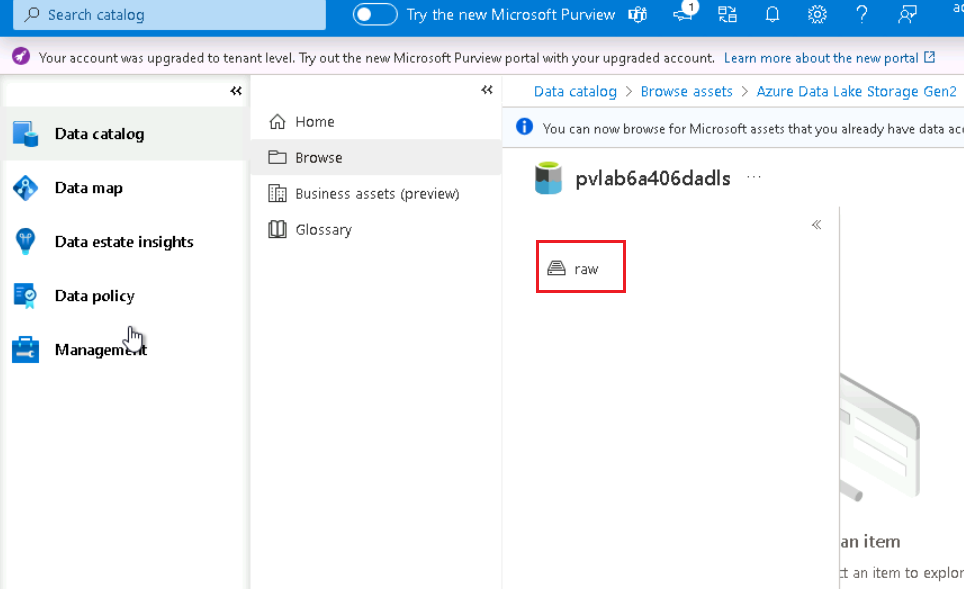 Search catalog
Try the new Microsoft Purview
1
Your account was upgraded to tenant level. Try out the new Microsoft Purview portal with your upgraded account. Learn more about the new portal
Data catalog
Data map
Data estate insights
Data policy
Management
Home
Browse
Business assets (preview)
Glossary
Data catalog > Browse assets > Azure Data Lake Storage Gen2
You can now browse for Microsoft assets that you already have data
pvlab6a406dadls ...
raw
an item
an item to